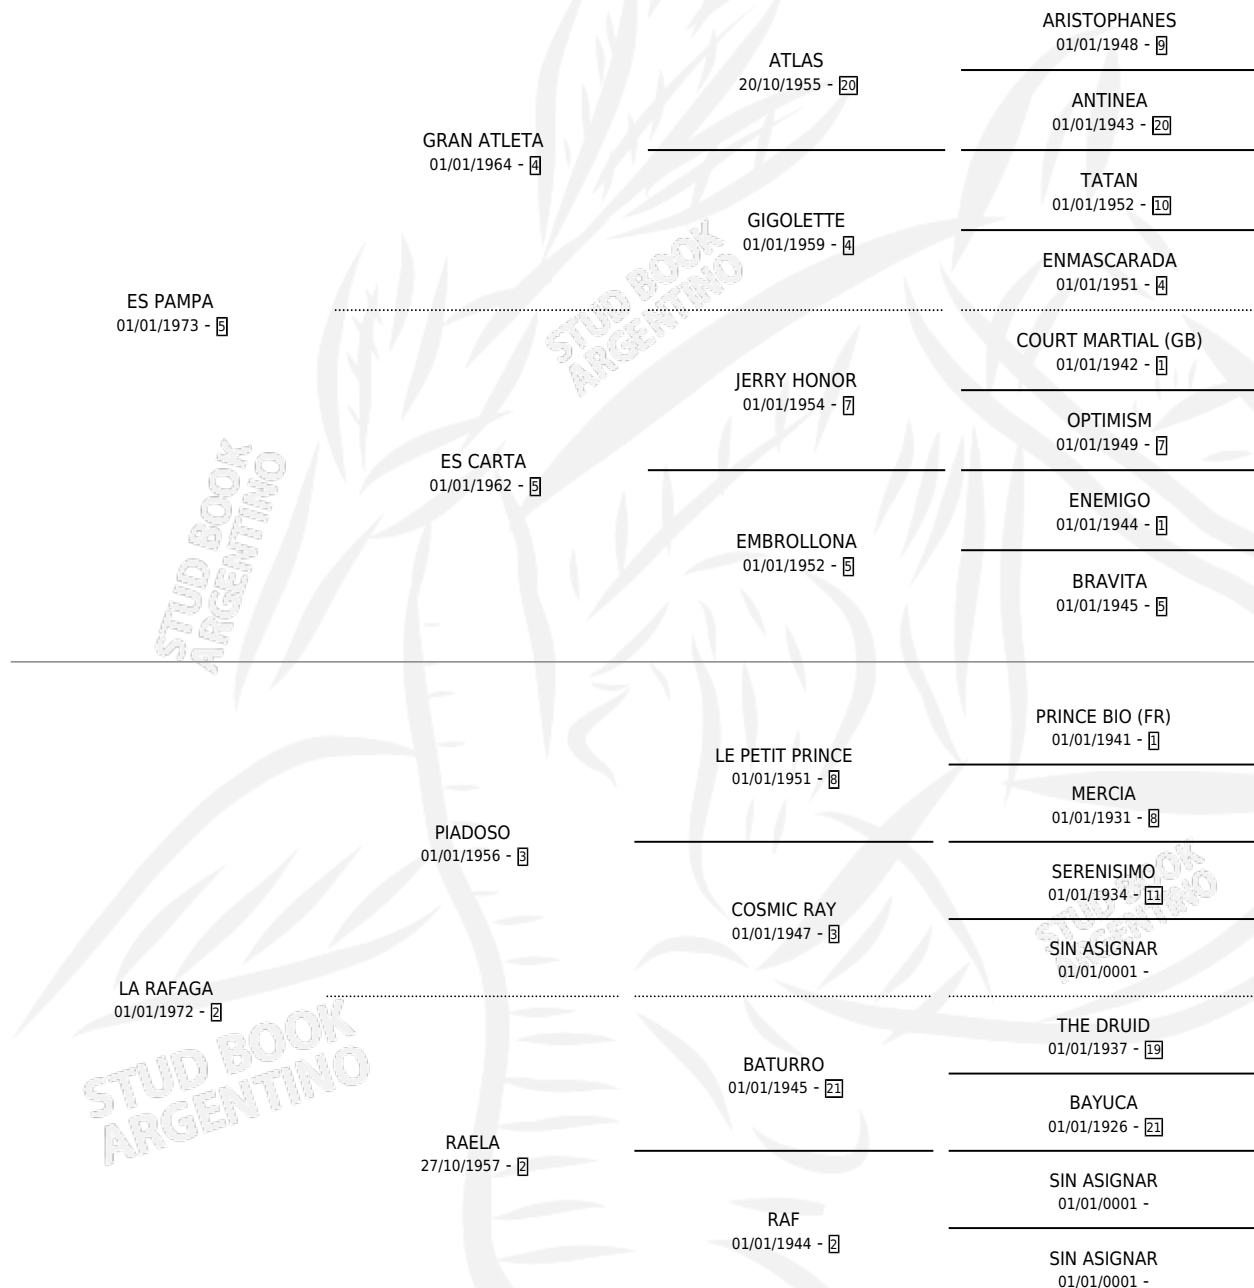 ARISTOPHANES
01/01/1948 - 9
ATLAS
20/10/1955 - 20
ANTINEA
01/01/1943 - 20
GRAN ATLETA
01/01/1964 - 4
TATAN
01/01/1952 - 10
GIGOLETTE
01/01/1959 - 4
ENMASCARADA
01/01/1951 - 4
ES PAMPA
01/01/1973 - 5
COURT MARTIAL (GB)
01/01/1942 - 1
JERRY HONOR
01/01/1954 - 7
OPTIMISM
01/01/1949 - 7
ES CARTA
01/01/1962 - 5
ENEMIGO
01/01/1944 - 1
EMBROLLONA
01/01/1952 - 5
BRAVITA
01/01/1945 - 5
STUD BOOK
ARGENTINO
STUD BOOK
ARGENTINO
PRINCE BIO (FR)
01/01/1941 - 1
LE PETIT PRINCE
01/01/1951 - 8
MERCIA
01/01/1931 - 8
PIADOSO
01/01/1956 - 3
SERENISIMO
01/01/1934 - 11
COSMIC RAY
01/01/1947 - 3
SIN ASIGNAR
01/01/0001 -
STUD BOOK
ARGENTINO
LA RAFAGA
01/01/1972 - 2
THE DRUID
01/01/1937 - 19
BATURRO
01/01/1945 - 21
BAYUCA
01/01/1926 - 21
STUD BOOK
ARGENTINO
RAELA
27/10/1957 - 2
SIN ASIGNAR
01/01/0001 -
RAF
01/01/1944 - 2
SIN ASIGNAR
01/01/0001 -